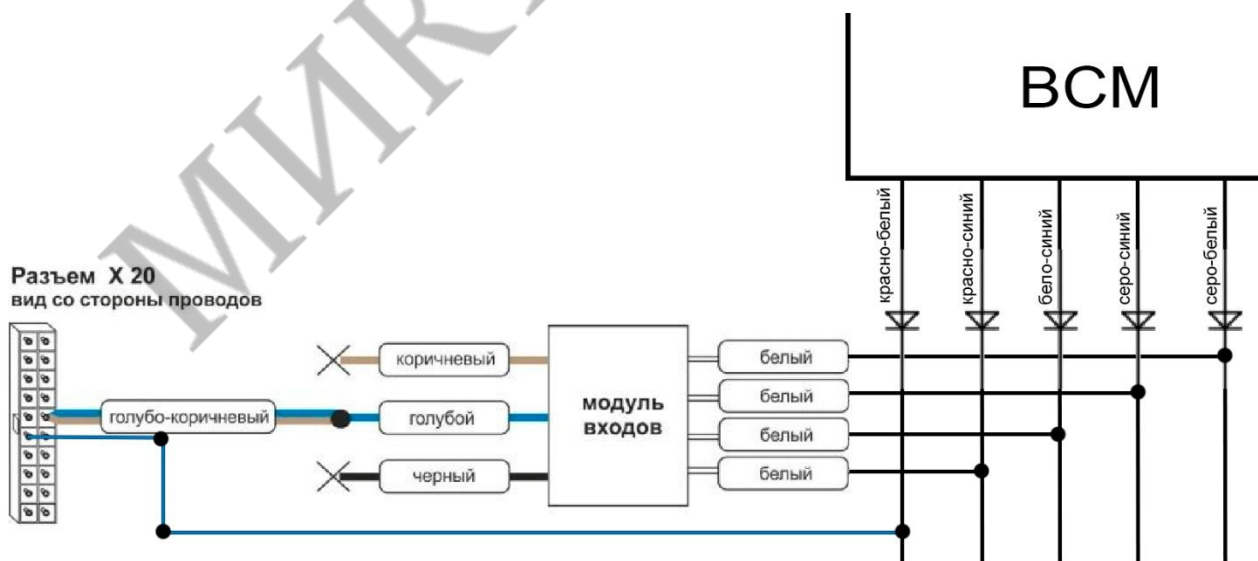 МИК
BCM
красно-белый
красно-синий
бело-синий
серо-синий
серо-белый
Разъем X 20
вид со стороны проводов
коричневый
голубо-коричневый
голубой
черный
модуль
входов
белый
белый
белый
белый